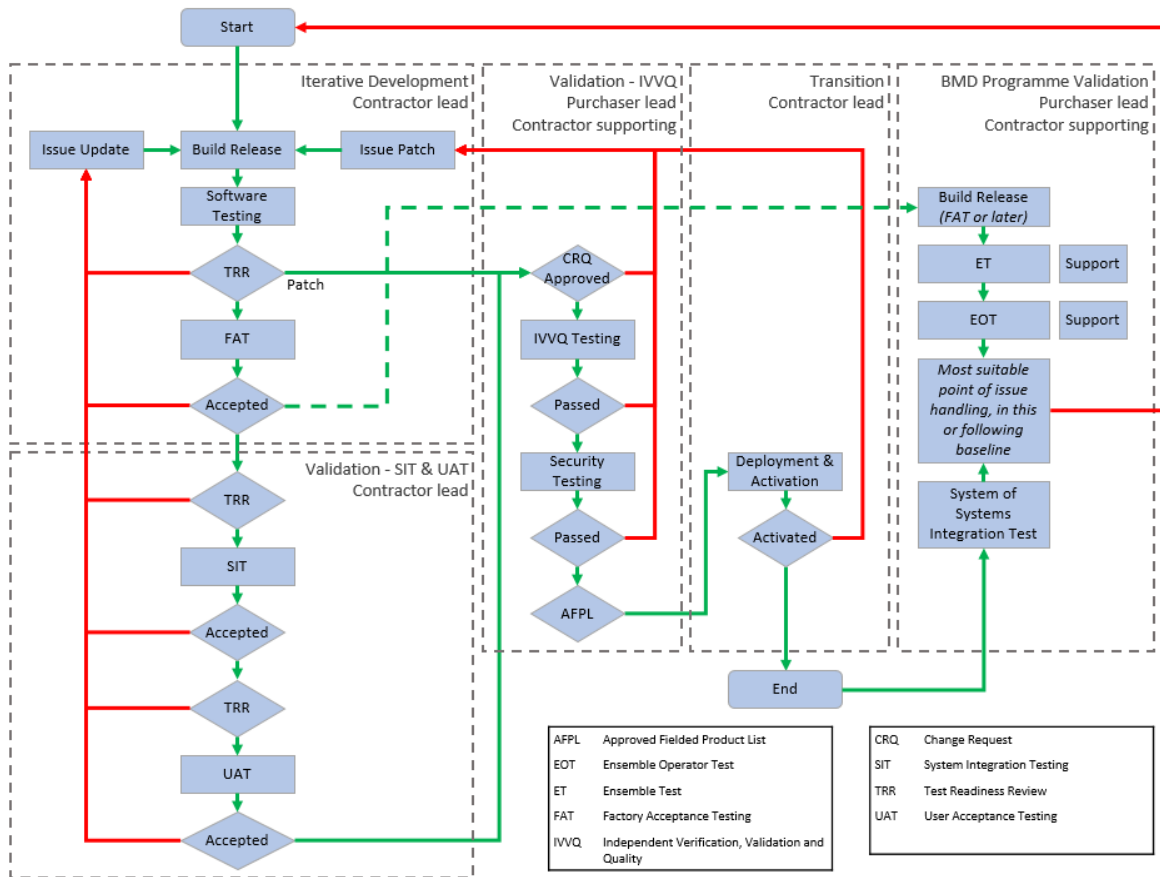 Start
Iterative Development
Contractor lead
Issue Update
Build Release
Issue Patch
Software
Testing
TRR
Patch
FAT
Accepted
Validation - SIT & UAT
Contractor lead
TRR
SIT
Accepted
TRR
UAT
Accepted
Validation - IVVQ
Purchaser lead
Contractor supporting
CRQ
Approved
IVVQ Testing
Passed
Security
Testing
Passed
AFPL
Transition
Contractor lead
Deployment &
Activation
Activated
End
BMD Programme Validation
Purchaser lead
Contractor supporting
Build Release
(FAT or later)
ET
Support
EOT
Support
Most suitable
point of issue
handling, in this
or following
baseline
System of
Systems
Integration Test
AFPL Approved Fielded Product List
EOT Ensemble Operator Test
ET Ensemble Test
FAT Factory Acceptance Testing
IVVQ Independent Verification, Validation and
Quality
CRQ Change Request
SIT System Integration Testing
TRR Test Readiness Review
UAT User Acceptance Testing